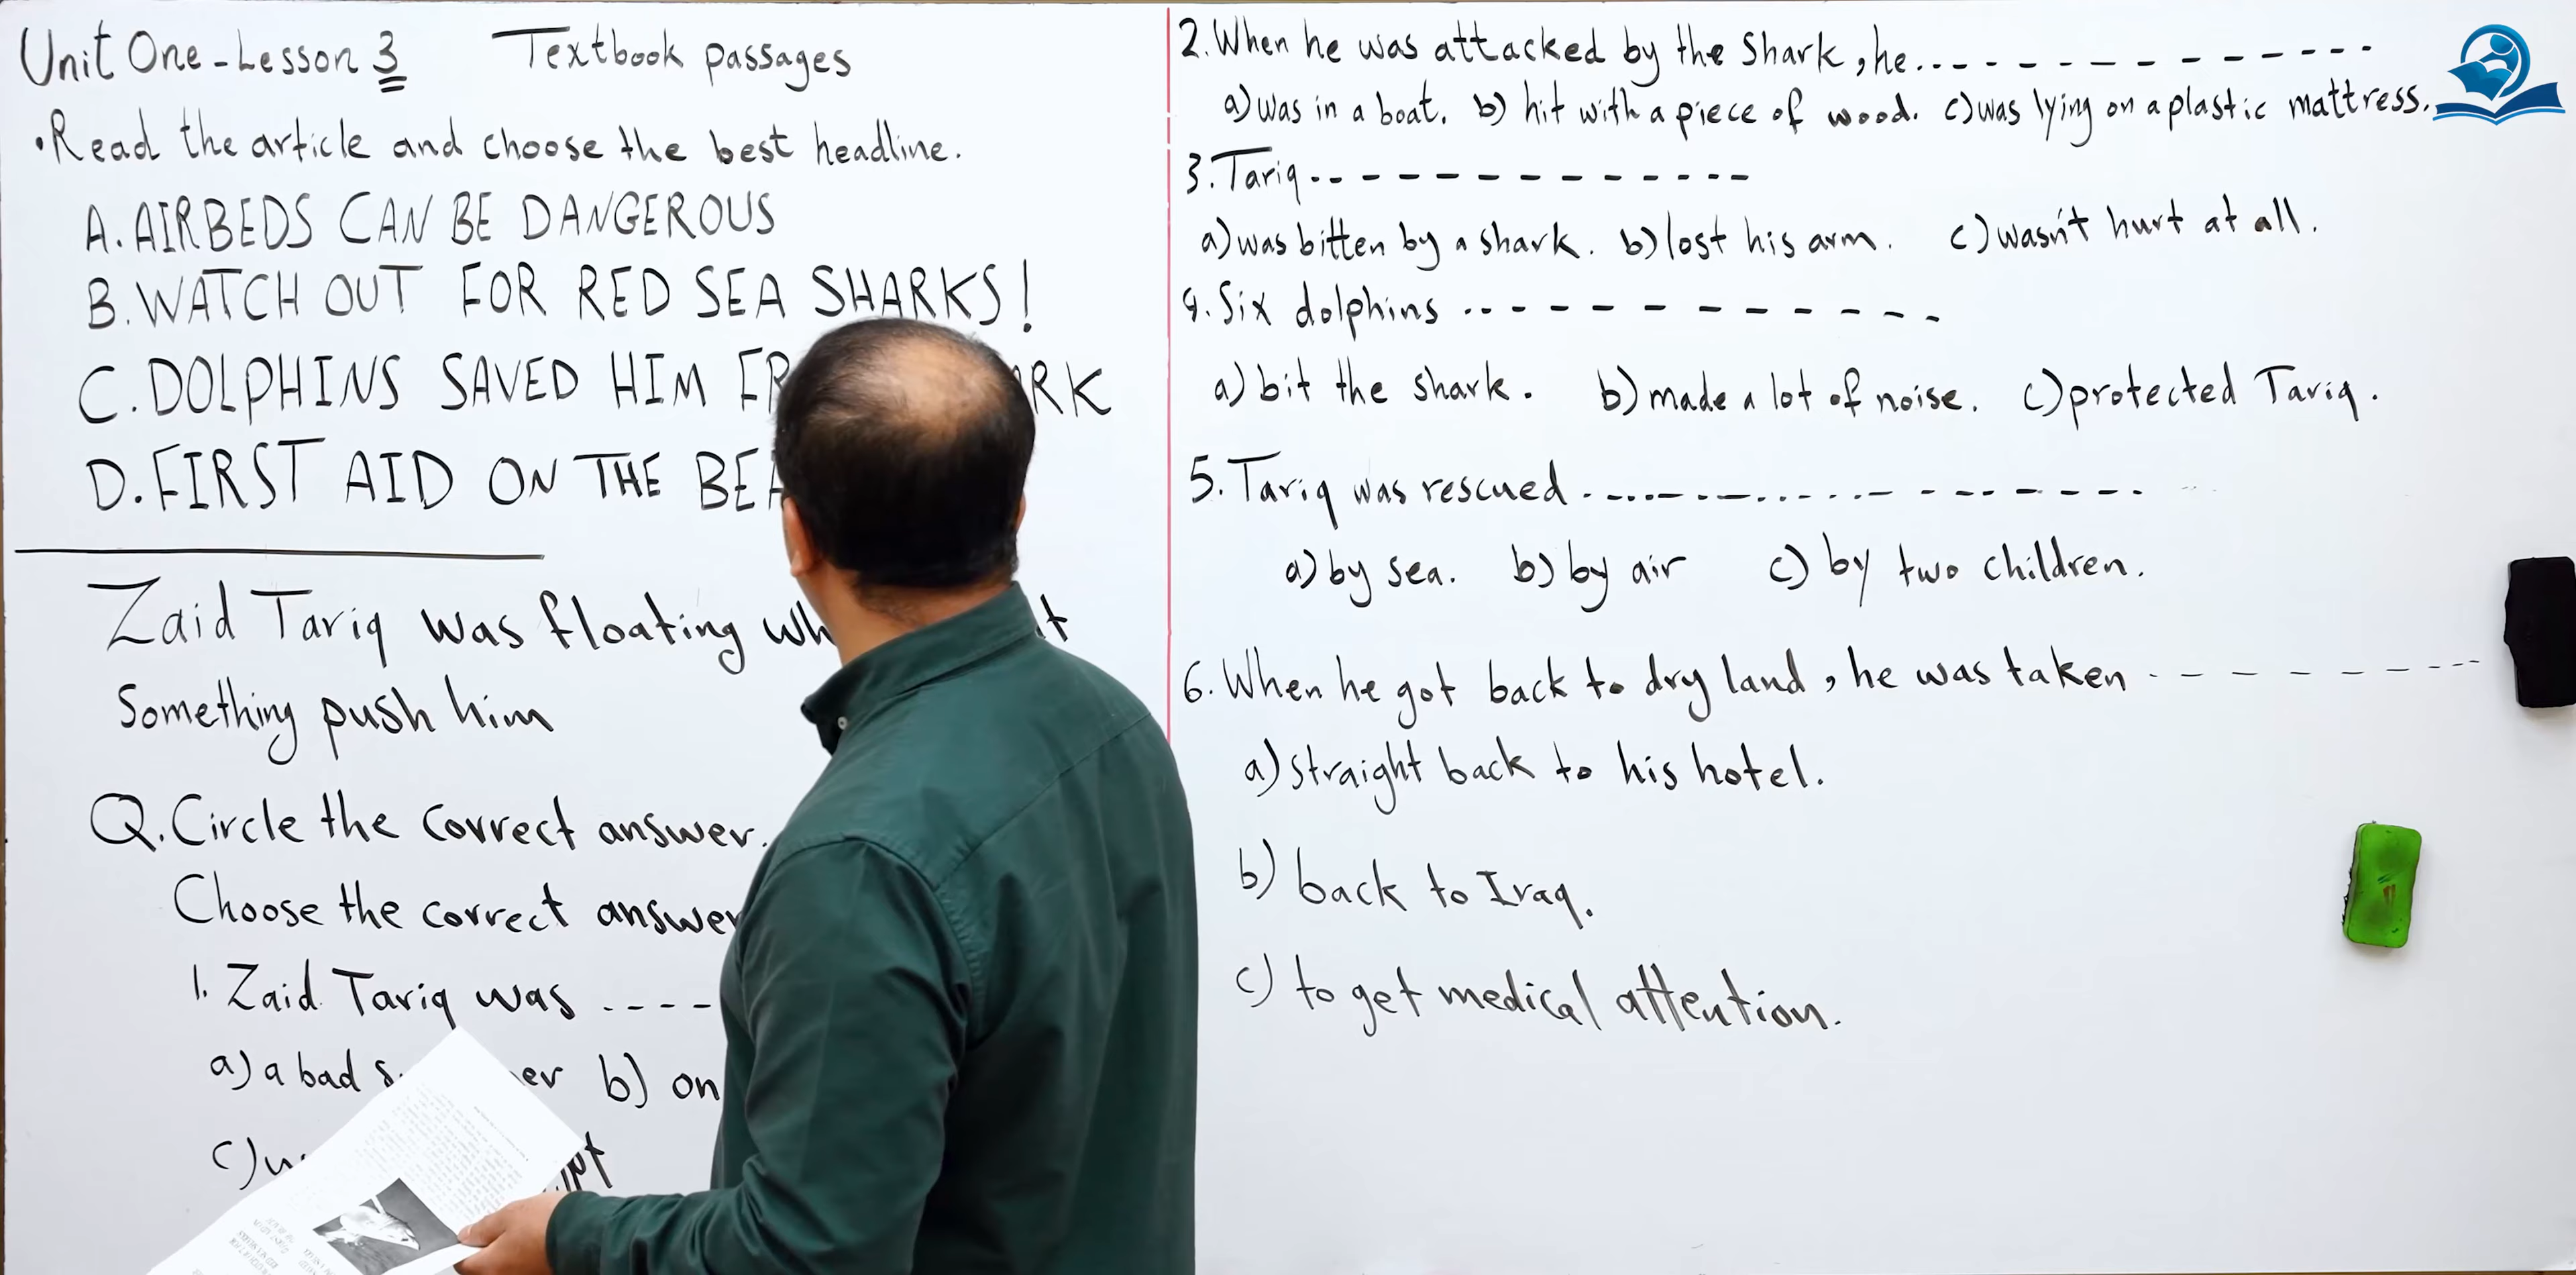 Unit One - Lesson 3 Textbook passages
• Read the article and choose the best headline.
A. AIRBEDS CAN BE DANGEROUS
B. WATCH OUT FOR RED SEA SHARKS!
C. DOLPHINS SAVED HIM
D. FIRST AID ON THE
Zaid Tariq was floating
Something push him
Q. Circle the correct answer.
Choose the correct answer
1. Zaid Tariq was ----
a) a bad b) on
c)
2. When he was attacked by the Shark, he --------------
a) was in a boat. b) hit with a piece of wood. c) was lying on a plastic mattress.
3. Tariq --------------
a) was bitten by a shark. b) lost his arm. c) wasn't hurt at all.
4. Six dolphins --------------
a) bit the shark. b) made a lot of noise. c) protected Tariq.
5. Tariq was rescued --------------
a) by sea. b) by air c) by two children.
6. When he got back to dry land, he was taken --------
a) straight back to his hotel.
b) back to Iraq.
c) to get medical attention.